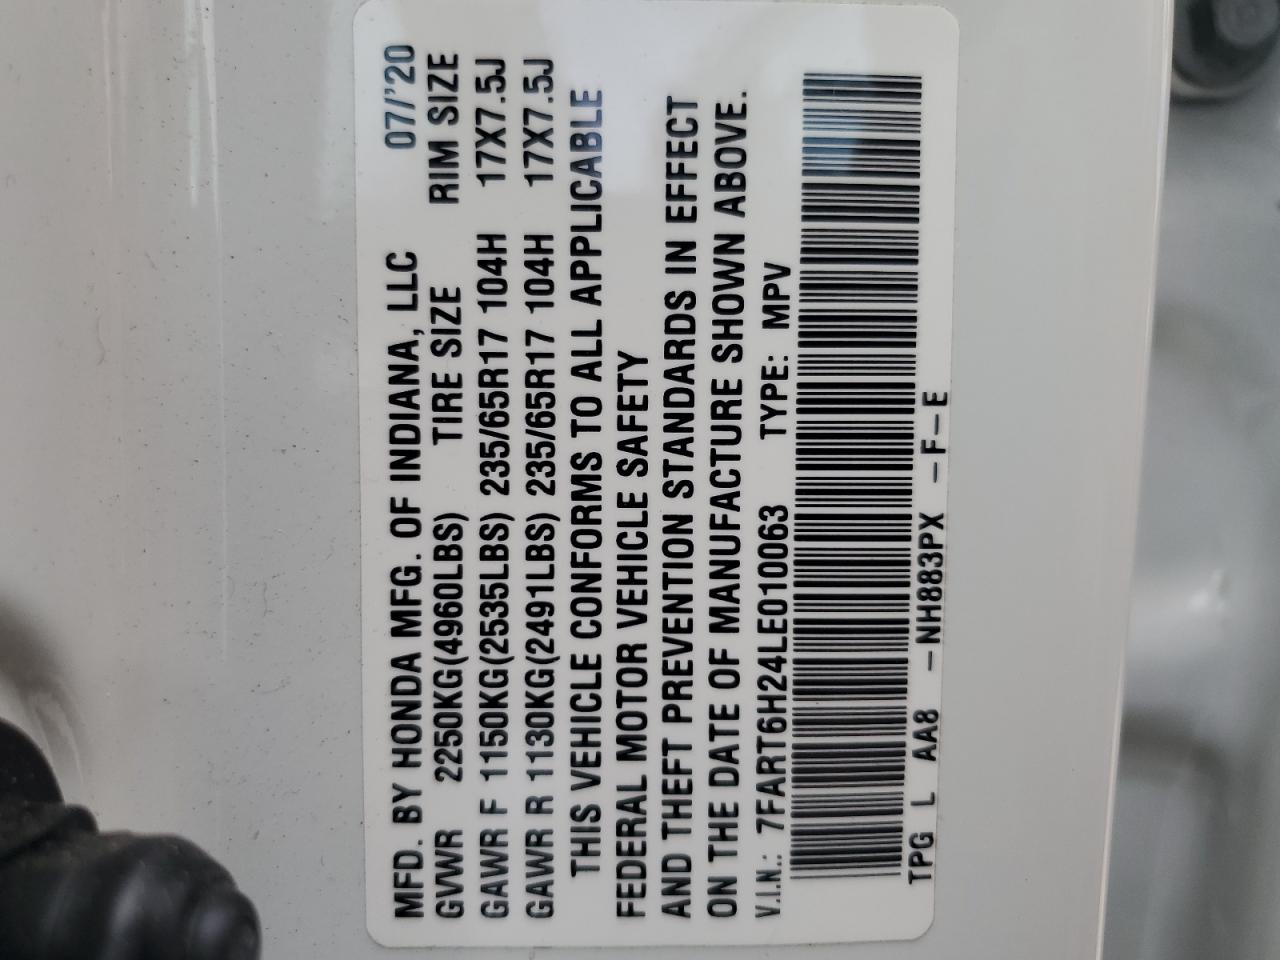 MFD. BY HONDA MFG. OF INDIANA, LLC 07/'20
GVWR 2250KG(4960LBS) TIRE SIZE RIM SIZE
GAWR F 1150KG(2535LBS) 235/65R17 104H 17X7.5J
GAWR R 1130KG(2491LBS) 235/65R17 104H 17X7.5J
THIS VEHICLE CONFORMS TO ALL APPLICABLE
FEDERAL MOTOR VEHICLE SAFETY
AND THEFT PREVENTION STANDARDS IN EFFECT
ON THE DATE OF MANUFACTURE SHOWN ABOVE.
V.I.N.: 7FART6H24LE010063 TYPE: MPV
TPG L AA8 -NH883PX -F-E